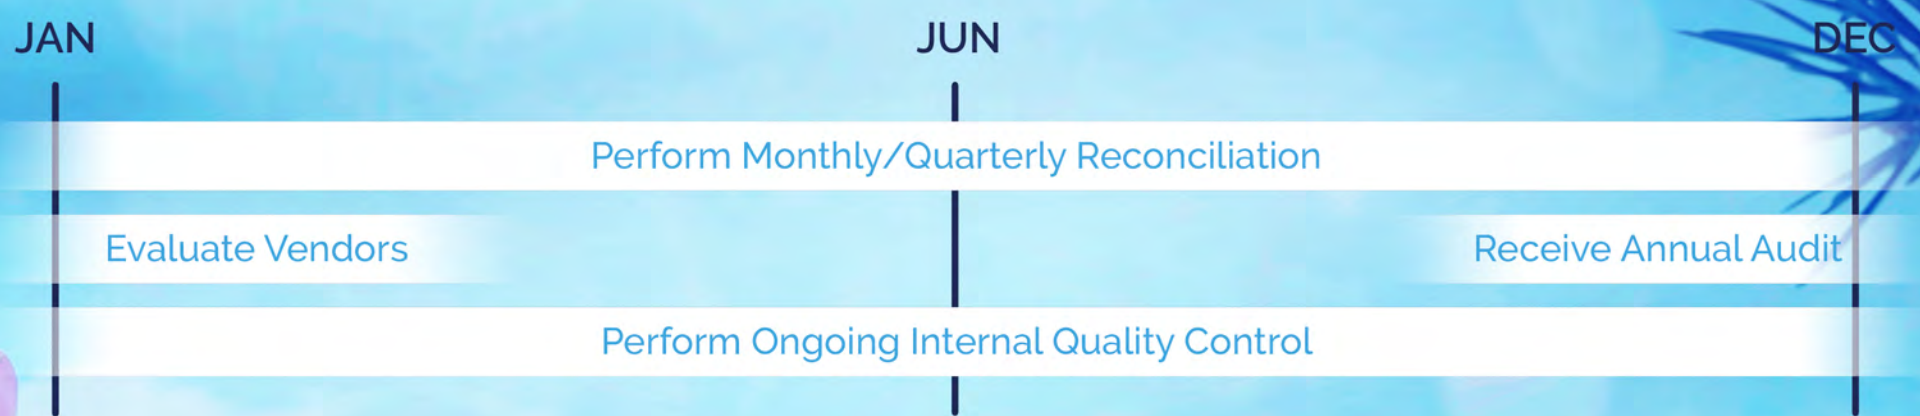 JAN JUN DEC
Perform Monthly/Quarterly Reconciliation
Evaluate Vendors Receive Annual Audit
Perform Ongoing Internal Quality Control